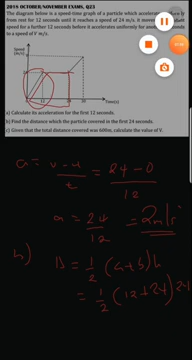 2018 OCTOBER/NOVEMBER EXAMS, Q23
The diagram below is a speed time graph of a particle which accelerates
from rest for 12 seconds until it reaches a speed of 24 m/s. It
speed for a further 12 seconds before it accelerates uniformly for
to a speed of V m/s.
Speed
(m/s)
Time(s)
a) Calculate its acceleration for the first 12 seconds.
b) Find the distance which the particle covered in the first 24 seconds.
c) Given that the total distance covered was 600m, calculate the value of V.
a = v - u / t = 24 - 0 / 12
a = 24 / 12 = 2m/
b)
= 1/2 (a+b)h
= 1/2 (12+24)24